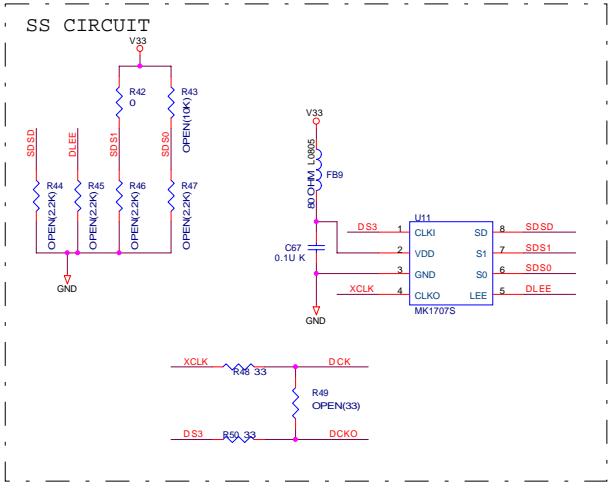 SS CIRCUIT
V33
R42
0
R43
OPEN(10K)
SDSD
DLEE
SDS1
SDS0
R44
OPEN(2.2K)
R45
OPEN(2.2K)
R46
OPEN(2.2K)
R47
OPEN(2.2K)
GND
V33
80 OHM L0805
FB9
C67
0.1U K
GND
U11
DS3 1 CLKI SD 8 SDSD
2 VDD S1 7 SDS1
3 GND S0 6 SDS0
XCLK 4 CLKO LEE 5 DLEE
MK1707S
XCLK R48 33 DCK
R49
OPEN(33)
DS3 R50 33 DCKO